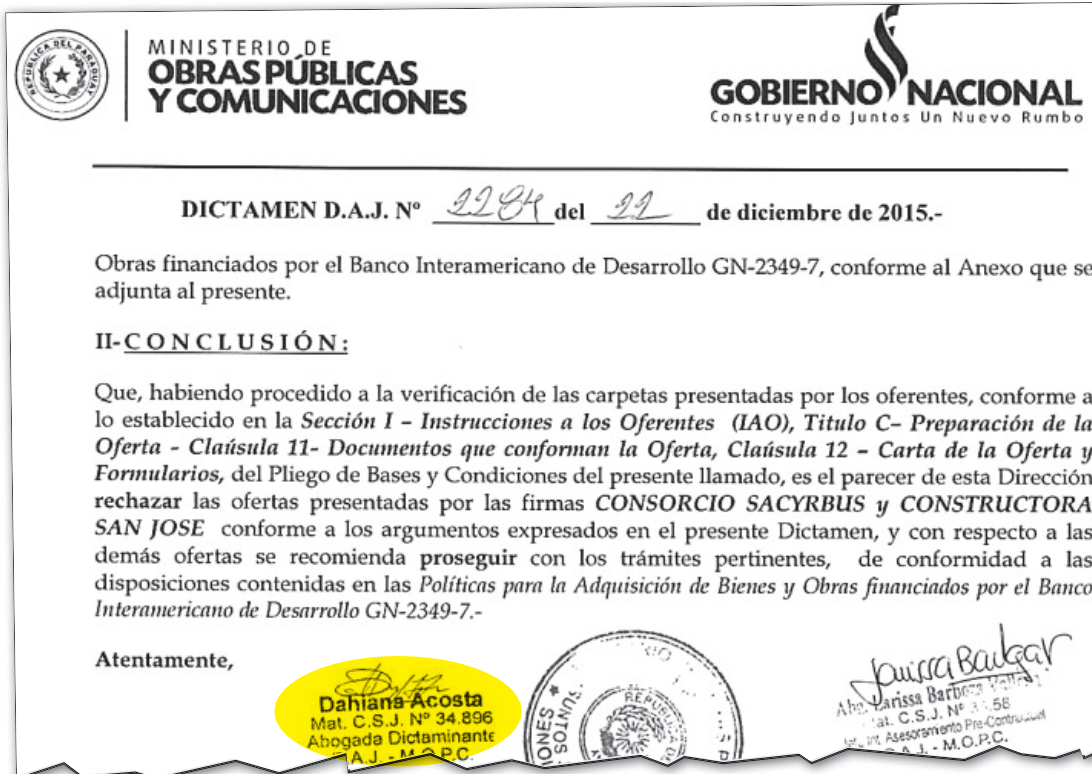 REPUBLICA DEL PARAGUAY
MINISTERIO DE
OBRAS PÚBLICAS
Y COMUNICACIONES
GOBIERNO NACIONAL
Construyendo Juntos Un Nuevo Rumbo
DICTAMEN D.A.J. Nº 2284 del 22 de diciembre de 2015.-
Obras financiados por el Banco Interamericano de Desarrollo GN-2349-7, conforme al Anexo que se
adjunta al presente.
II-CONCLUSIÓN:
Que, habiendo procedido a la verificación de las carpetas presentadas por los oferentes, conforme a
lo establecido en la Sección I – Instrucciones a los Oferentes (IAO), Titulo C– Preparación de la
Oferta - Claúsula 11- Documentos que conforman la Oferta, Claúsula 12 – Carta de la Oferta y
Formularios, del Pliego de Bases y Condiciones del presente llamado, es el parecer de esta Dirección
rechazar las ofertas presentadas por las firmas CONSORCIO SACYRBUS y CONSTRUCTORA
SAN JOSE conforme a los argumentos expresados en el presente Dictamen, y con respecto a las
demás ofertas se recomienda proseguir con los trámites pertinentes, de conformidad a las
disposiciones contenidas en las Políticas para la Adquisición de Bienes y Obras financiados por el Banco
Interamericano de Desarrollo GN-2349-7.-
Atentamente,
Dahiana Acosta
Mat. C.S.J. Nº 34.896
Abogada Dictaminante
D.A.J. - M.O.P.C.
Abg. Larissa Barboza
Mat. C.S.J. Nº
Asesoramiento Pre-Contractual
D.A.J. - M.O.P.C.